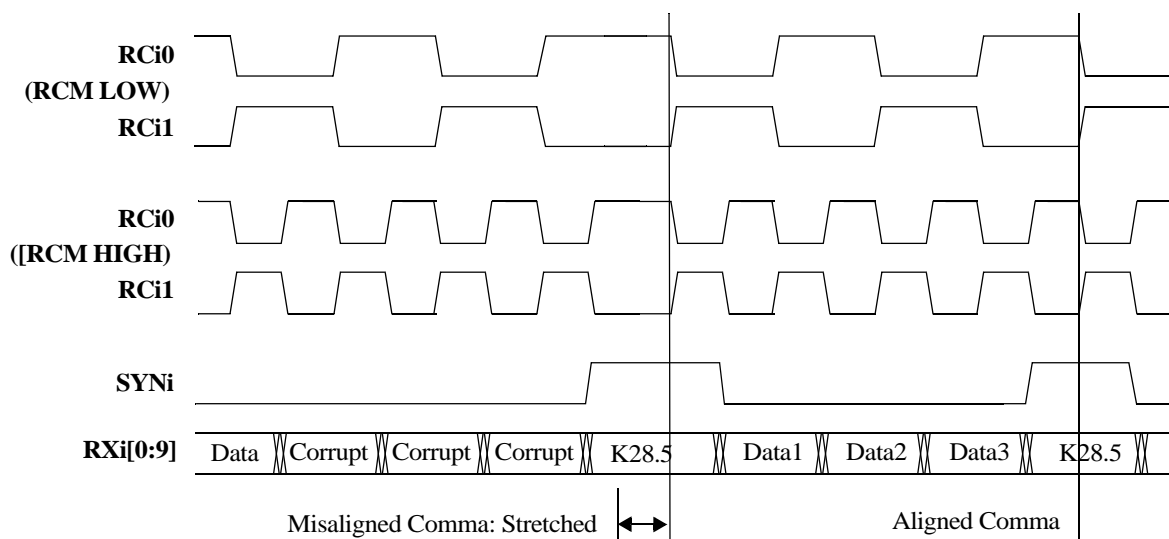 RCi0
(RCM LOW)
RCi1
RCi0
([RCM HIGH)
RCi1
SYNi
RXi[0:9] Data Corrupt Corrupt Corrupt K28.5 Data1 Data2 Data3 K28.5
Misaligned Comma: Stretched Aligned Comma